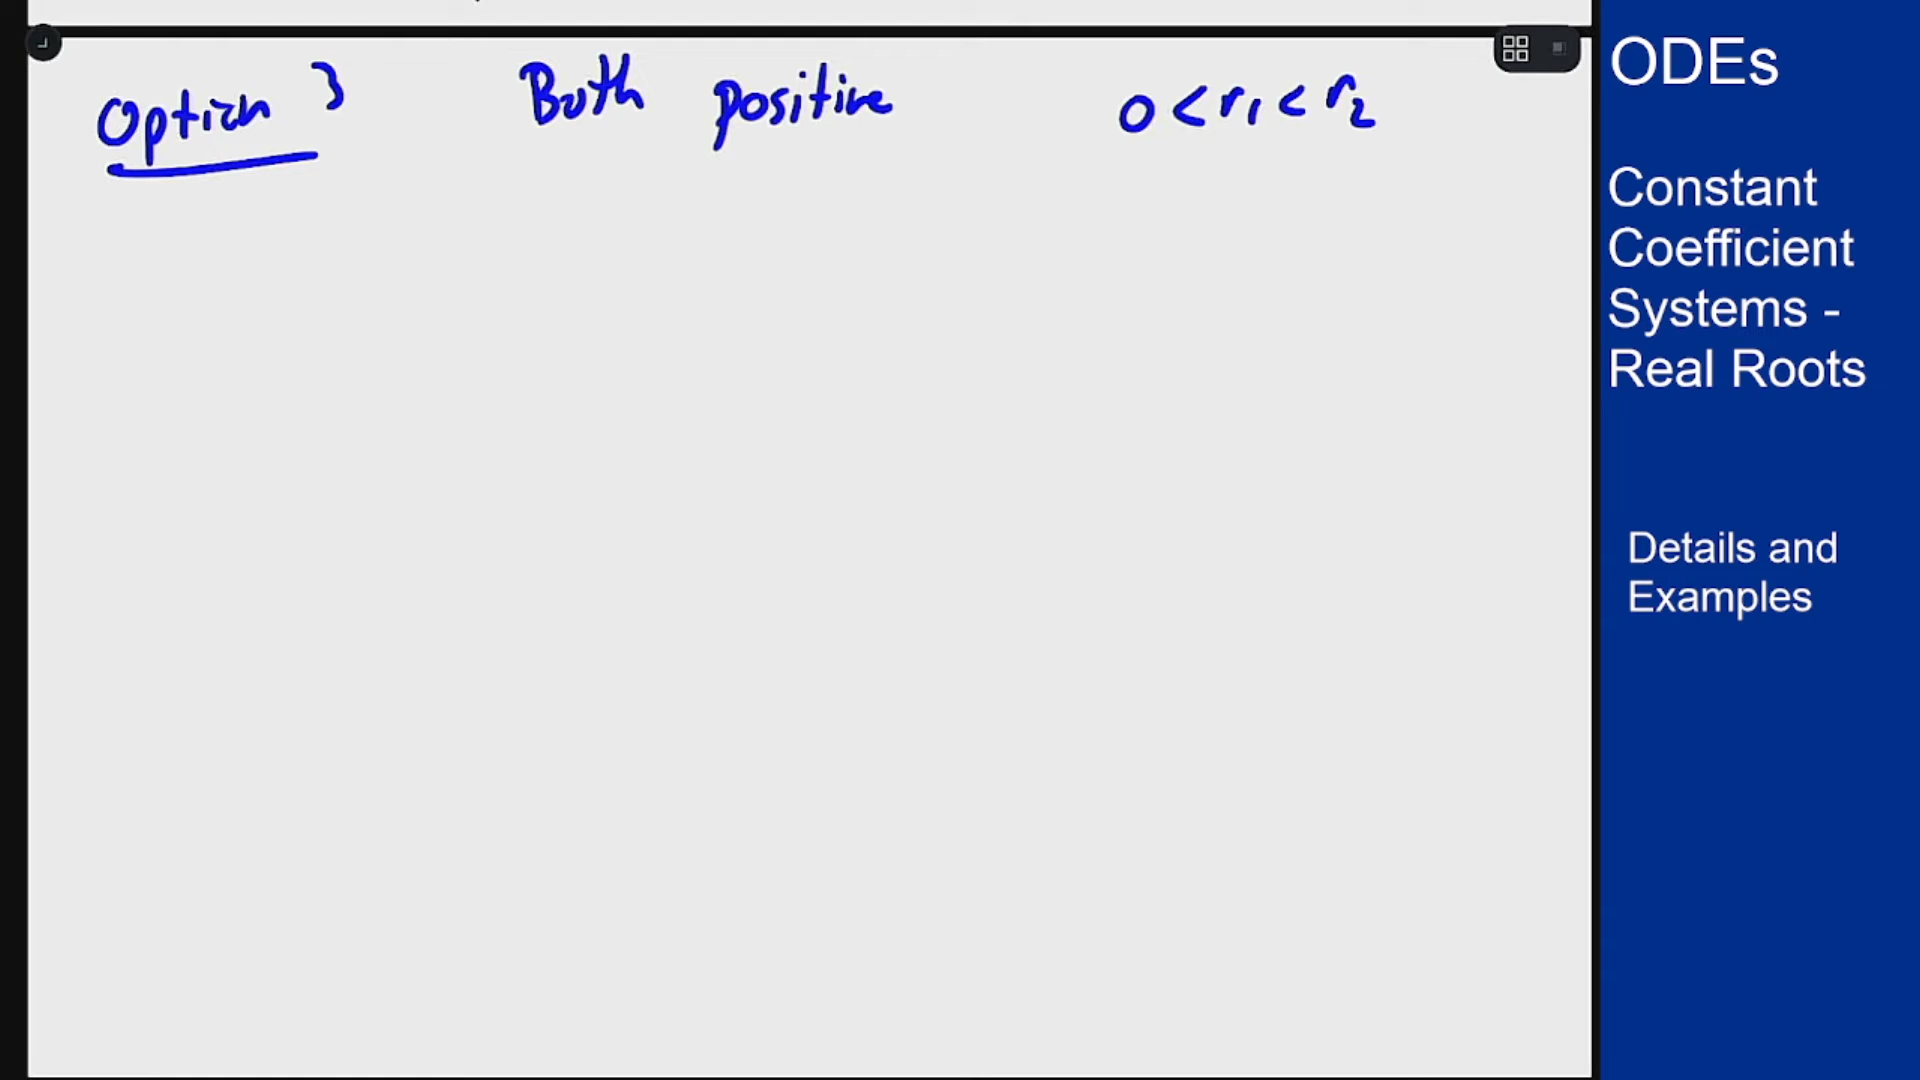 Option 3 Both positive 0 < r₁ < r₂
ODEs
Constant
Coefficient
Systems -
Real Roots
Details and
Examples